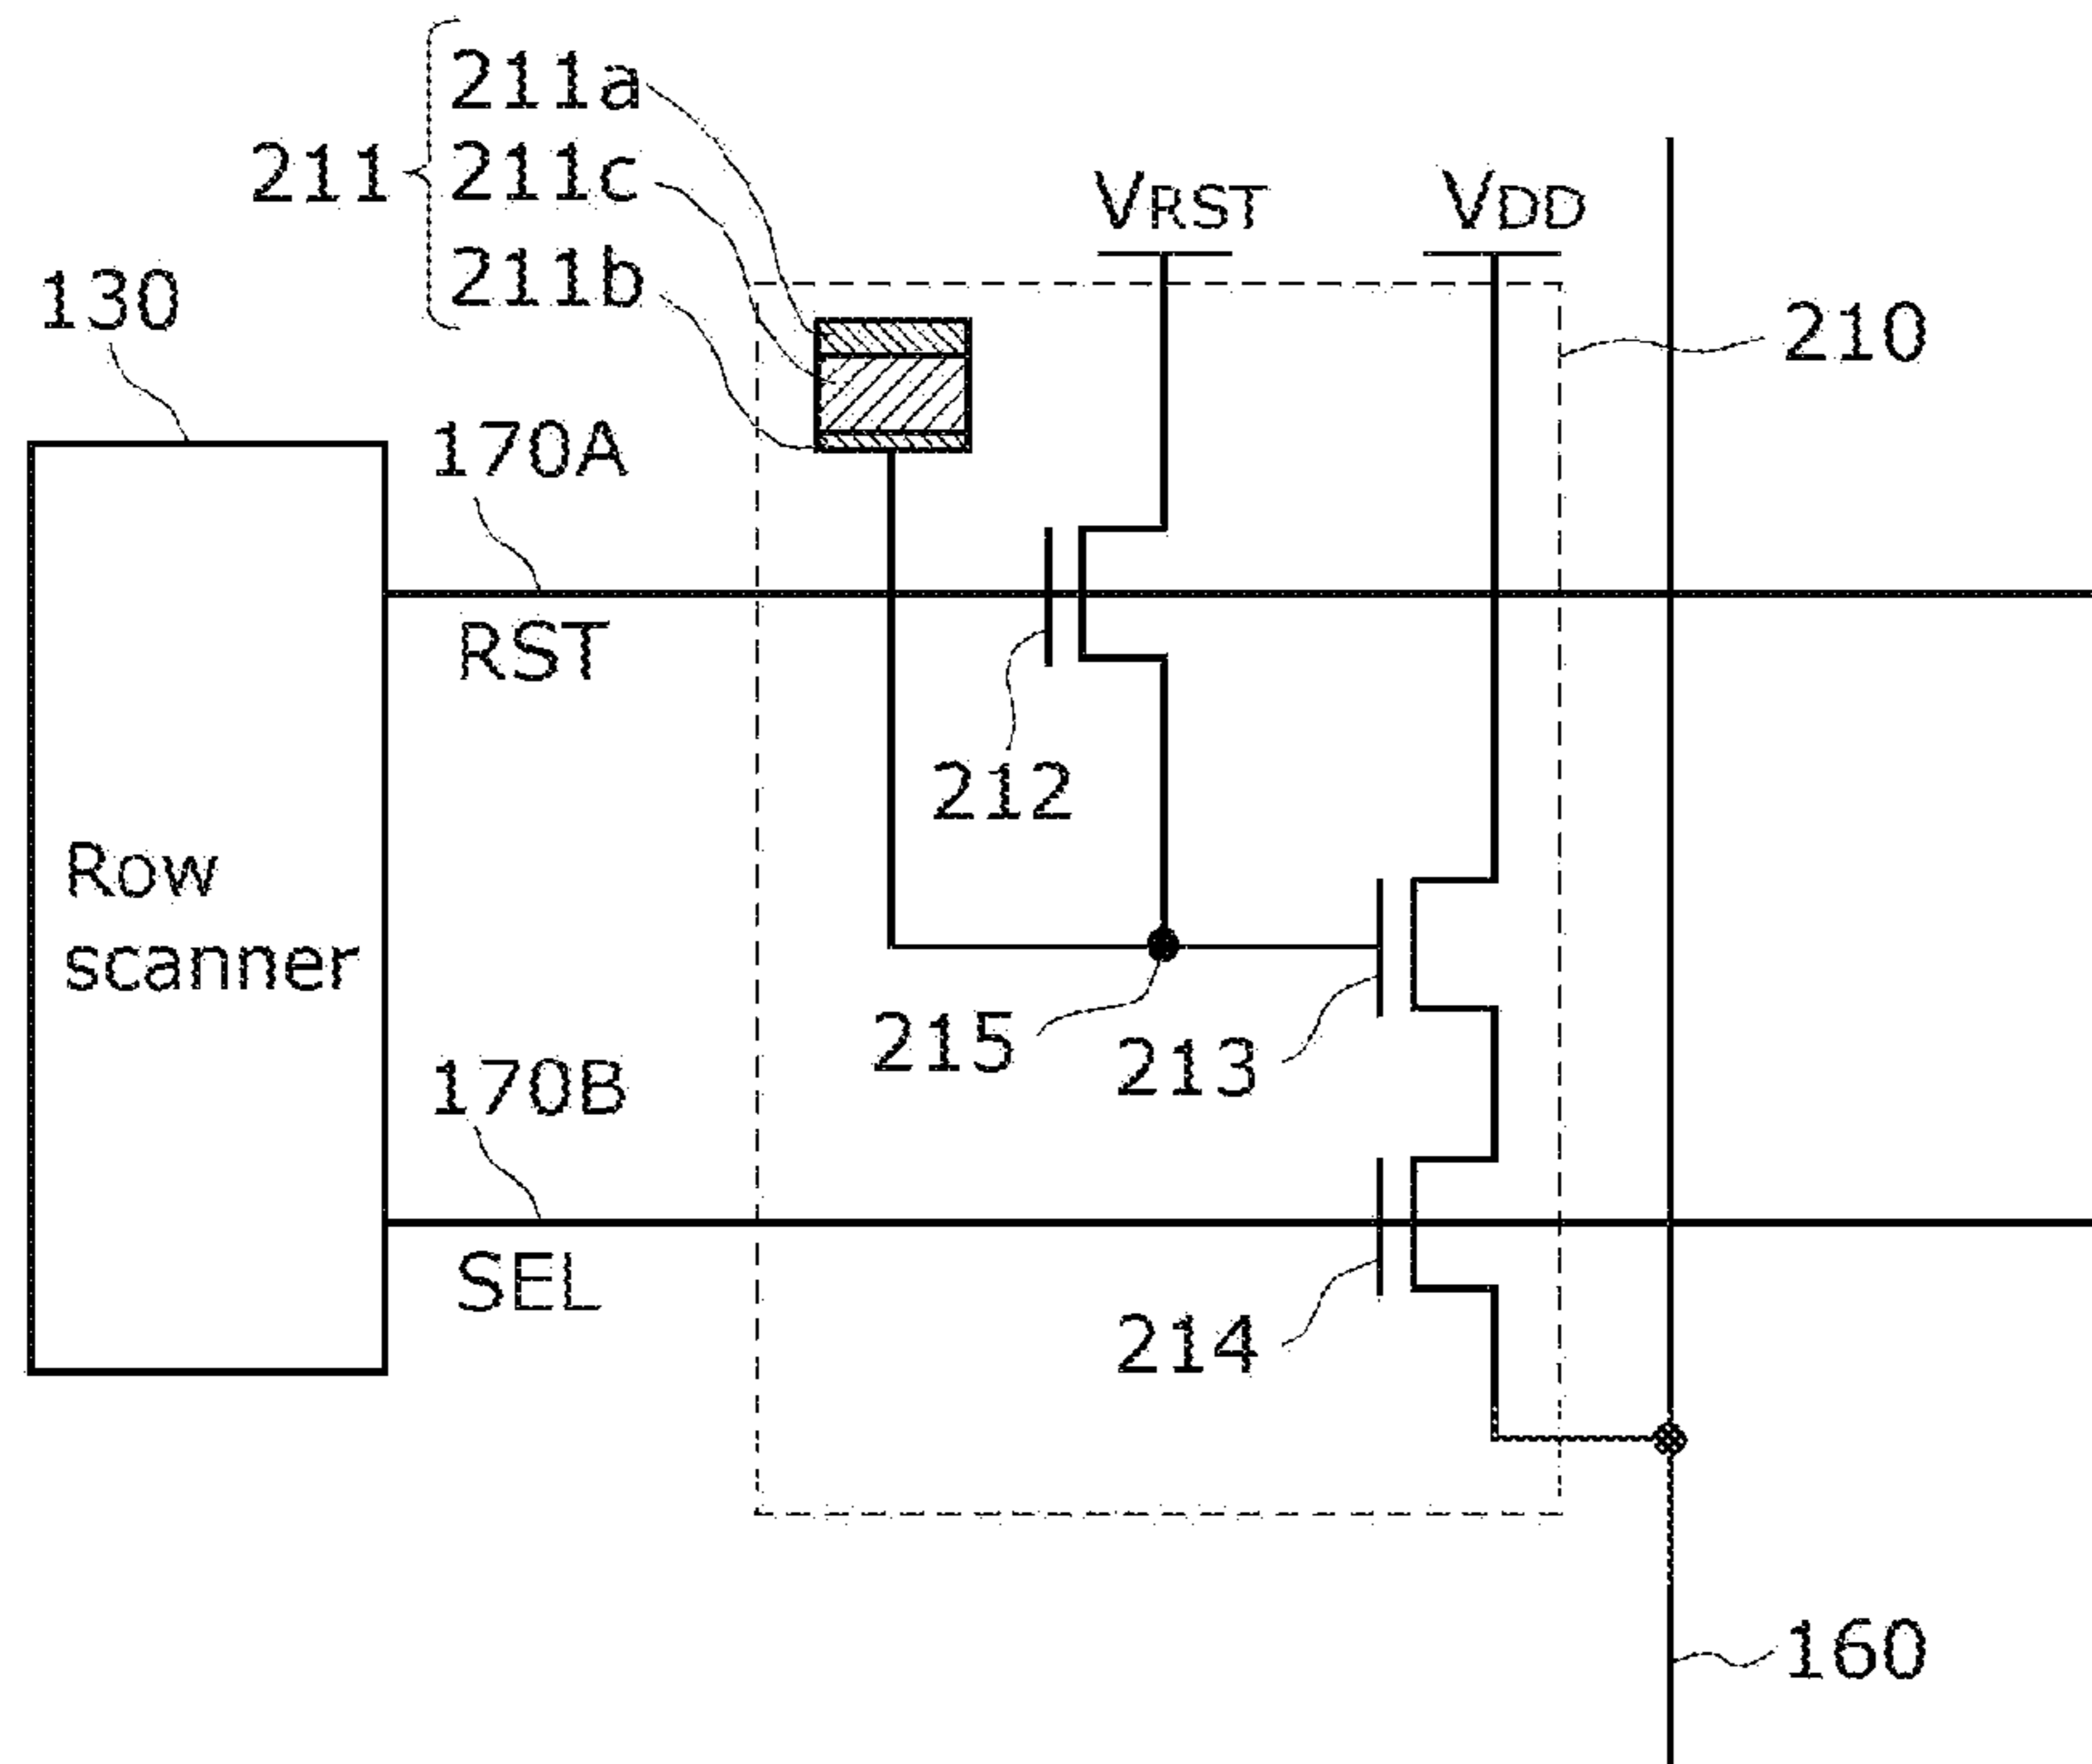 211a
211
211c
211b
VRST
VDD
130
210
170A
RST
212
Row
scanner
215
213
170B
SEL
214
160